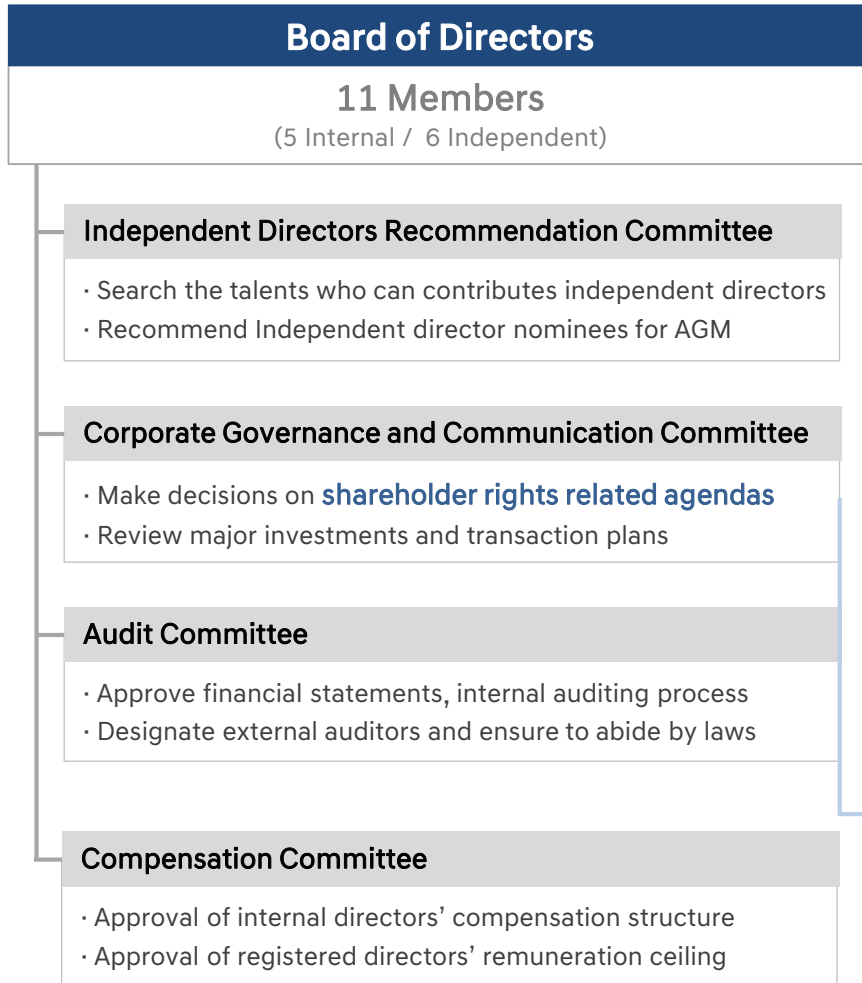 Board of Directors
11 Members
(5 Internal /  6 Independent)
Independent Directors Recommendation Committee
· Search the talents who can contributes independent directors
· Recommend Independent director nominees for AGM
Corporate Governance and Communication Committee
· Make decisions on shareholder rights related agendas
· Review major investments and transaction plans
Audit Committee
· Approve financial statements, internal auditing process
· Designate external auditors and ensure to abide by laws
Compensation Committee
· Approval of internal directors’ compensation structure
· Approval of registered directors’ remuneration ceiling